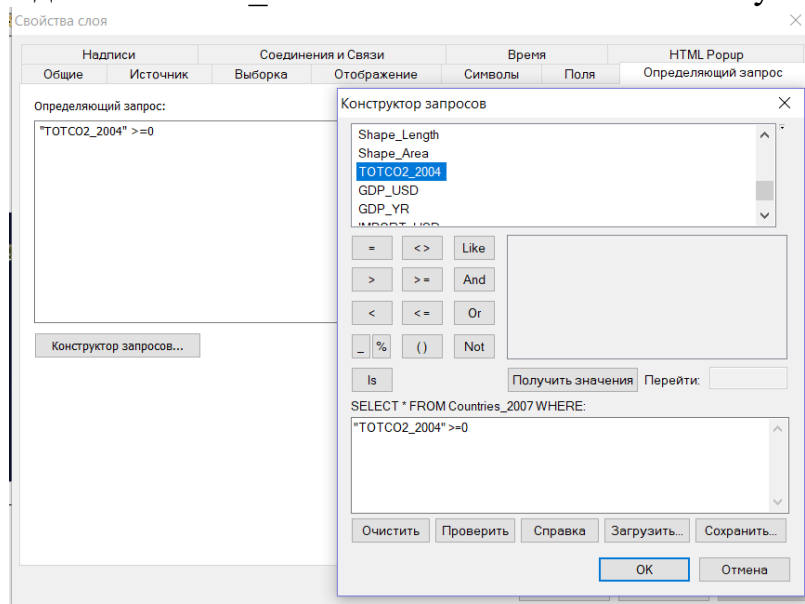 Свойства слоя
Надписи Соединения и Связи Время HTML Popup
Общие Источник Выборка Отображение Символы Поля Определяющий запрос
Определяющий запрос:
"TOTCO2_2004" >=0
Конструктор запросов...
Конструктор запросов
Shape_Length
Shape_Area
TOTCO2_2004
GDP_USD
GDP_YR
= <> Like
> >= And
< <= Or
_ % () Not
Is Получить значения Перейти:
SELECT * FROM Countries_2007 WHERE:
"TOTCO2_2004" >=0
Очистить Проверить Справка Загрузить... Сохранить...
OK Отмена